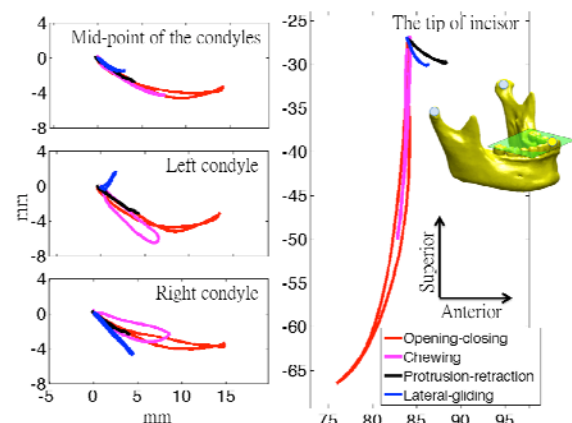 Mid-point of the condyles
4
0
-4
-8
mm
Left condyle
4
0
-4
-8
Right condyle
4
0
-4
-8
0
5
10
15
mm
The tip of incisor
-25
-30
-35
-40
-45
-50
-55
-60
-65
75
80
85
90
95
Superior
Anterior
Opening-closing
Chewing
Protrusion-retraction
Lateral-gliding